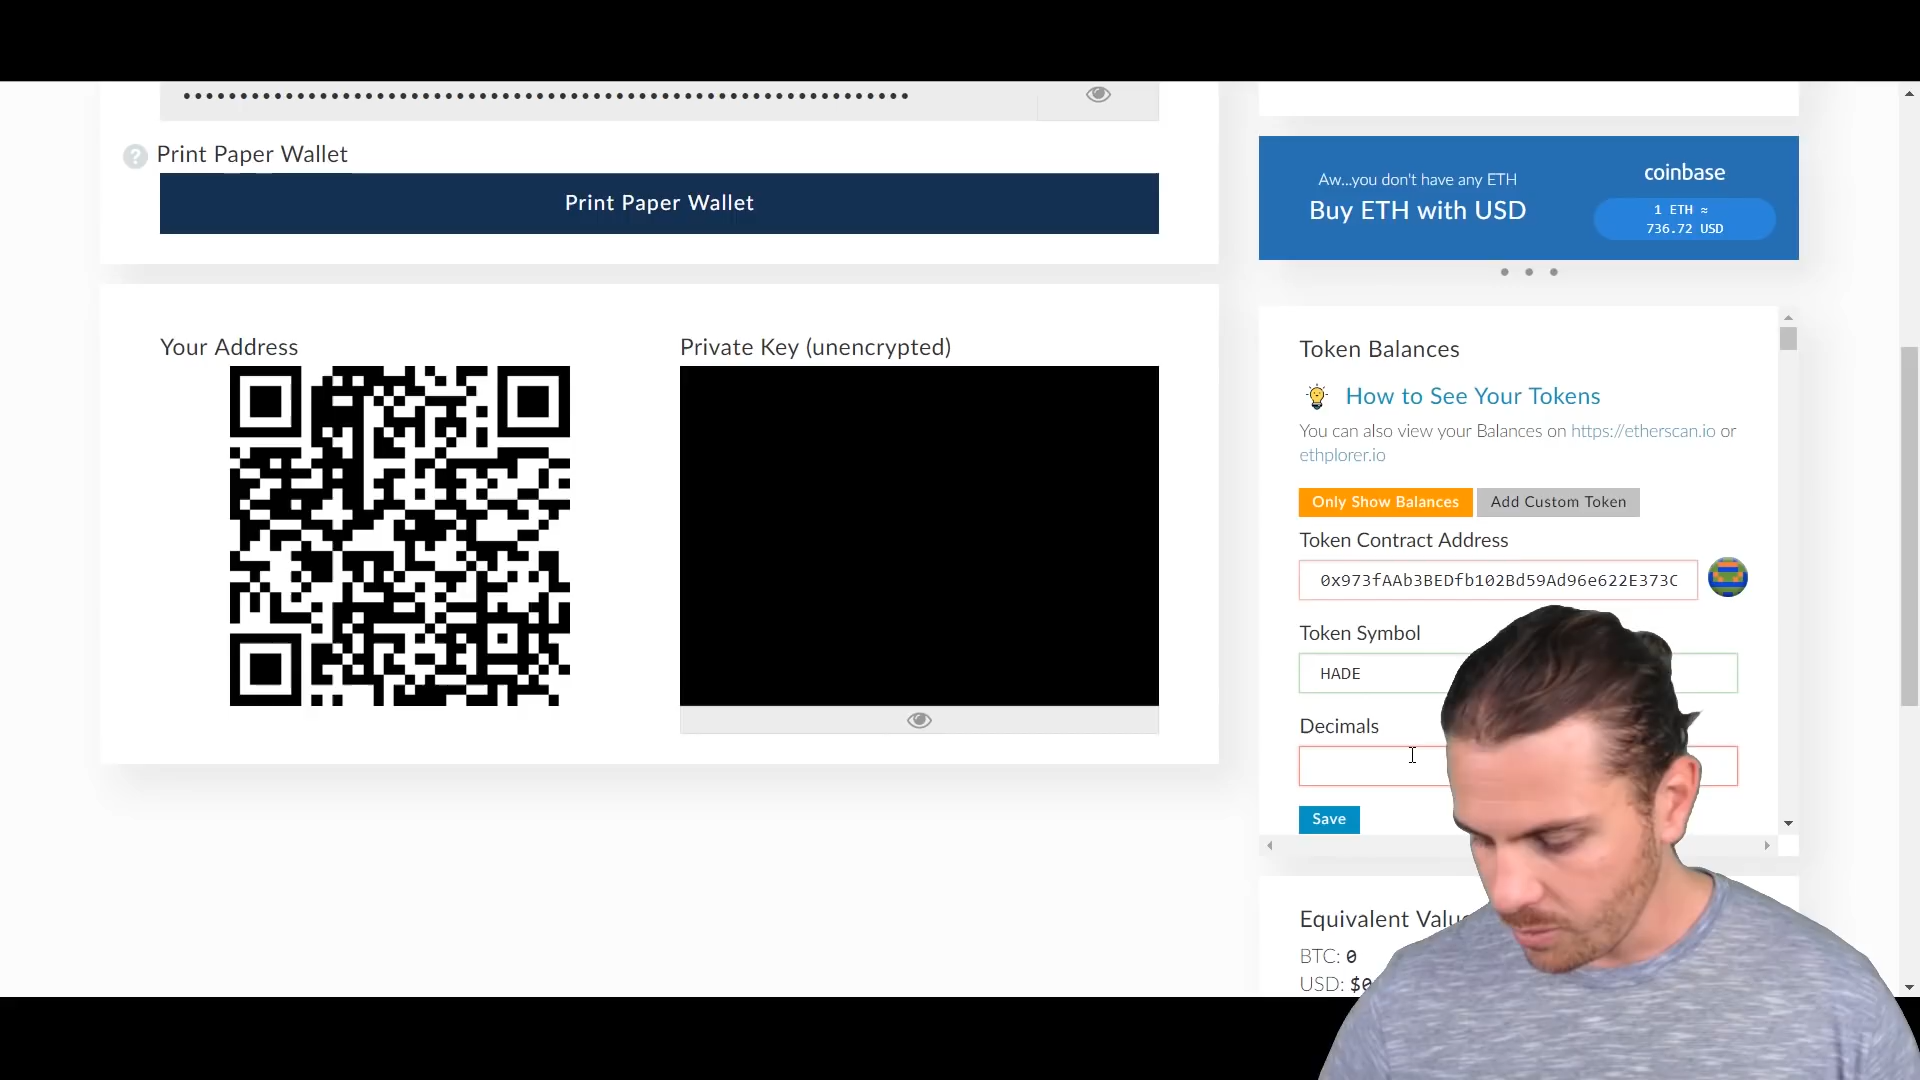 Print Paper Wallet
Print Paper Wallet
Your Address
Private Key (unencrypted)
Aw...you don't have any ETH
Buy ETH with USD
coinbase
1 ETH ≈
736.72 USD
Token Balances
How to See Your Tokens
You can also view your Balances on https://etherscan.io or
ethplorer.io
Only Show Balances
Add Custom Token
Token Contract Address
0x973fAAb3BEDfb102Bd59Ad96e622E373C
Token Symbol
HADE
Decimals
Save
Equivalent
BTC: 0
USD: